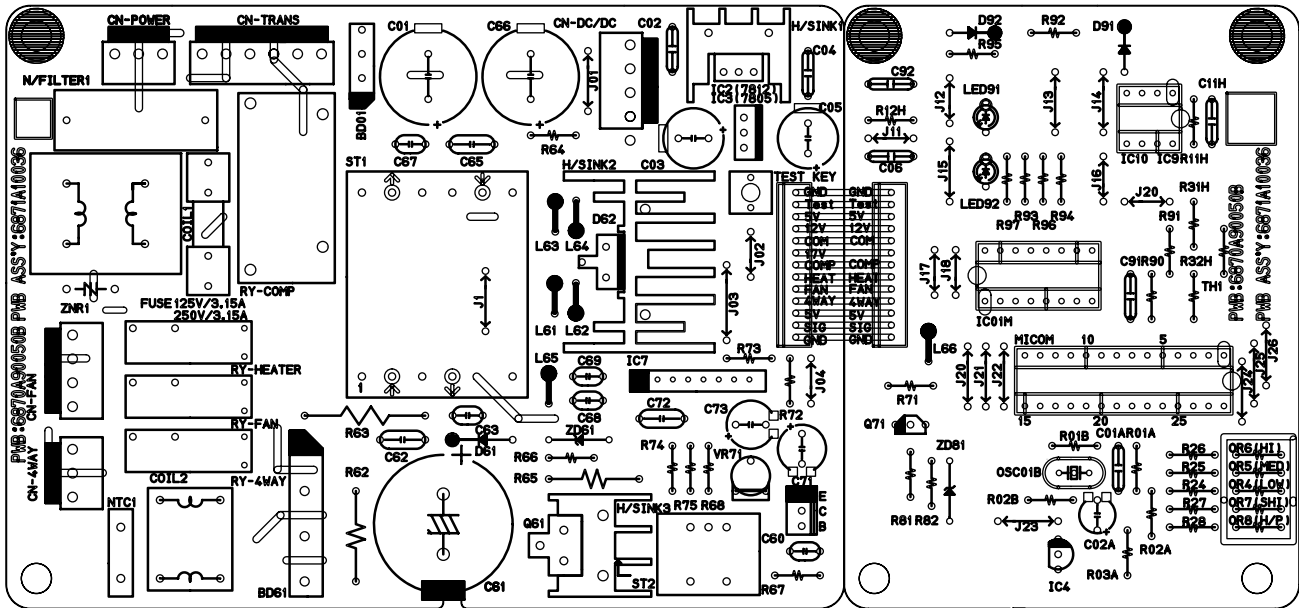 CN-POWER
CN-TRANS
N/FILTER1
C01
C66
CN-DC/DC
C02
H/SINK1
C04
J01
IC2(7812)
IC3(7805)
C05
BD01
C67
C65
R64
ST1
H/SINK2
C03
TEST KEY
D62
L63
L64
L61
L62
L65
J1
J02
J03
J04
COIL1
RY-COMP
ZNR1
FUSE 125V/3.15A
250V/3.15A
PWB:6870A90050B PWB ASS'Y:6871A10036
RY-HEATER
RY-FAN
RY-4WAY
CN-FAN
CN-4WAY
COIL2
NTC1
BD61
1
R63
R62
C62
C63
D61
ZD61
R66
R65
C69
C68
C61
IC7
R73
C72
C73
R72
R74
VR71
C71
R75
R68
E
C
B
C60
R67
Q61
H/SINK3
ST2
GND GND
Test Test
5V 5V
12V 12V
COM COM
17V
COMP COMP
HEAT HEAT
FAN FAN
4WAY 4WAY
5V 5V
SIG SIG
GND GND
D92
R92
D91
R95
C92
J12
LED91
J13
J14
C11H
R12H
J11
C06
J15
LED92
IC10
IC9
R11H
R97
R93
R96
R94
J16
J20
R31H
R91
J17
J18
IC01M
C91
R90
R32H
TH1
PWB:6870A90050B
PWB ASS'Y:6871A10036
L66
MICOM
10
5
15
20
25
J20
J21
J22
J24
J25
J26
R71
Q71
ZD81
R81
R82
R01B
C01A
R01A
OSC01B
R02B
J23
C02A
R02A
R03A
IC4
R26
R25
R24
R27
R28
OR6(HI)
OR5(MED)
OR4(LOW)
OR7(SHI)
OR8(H/P)